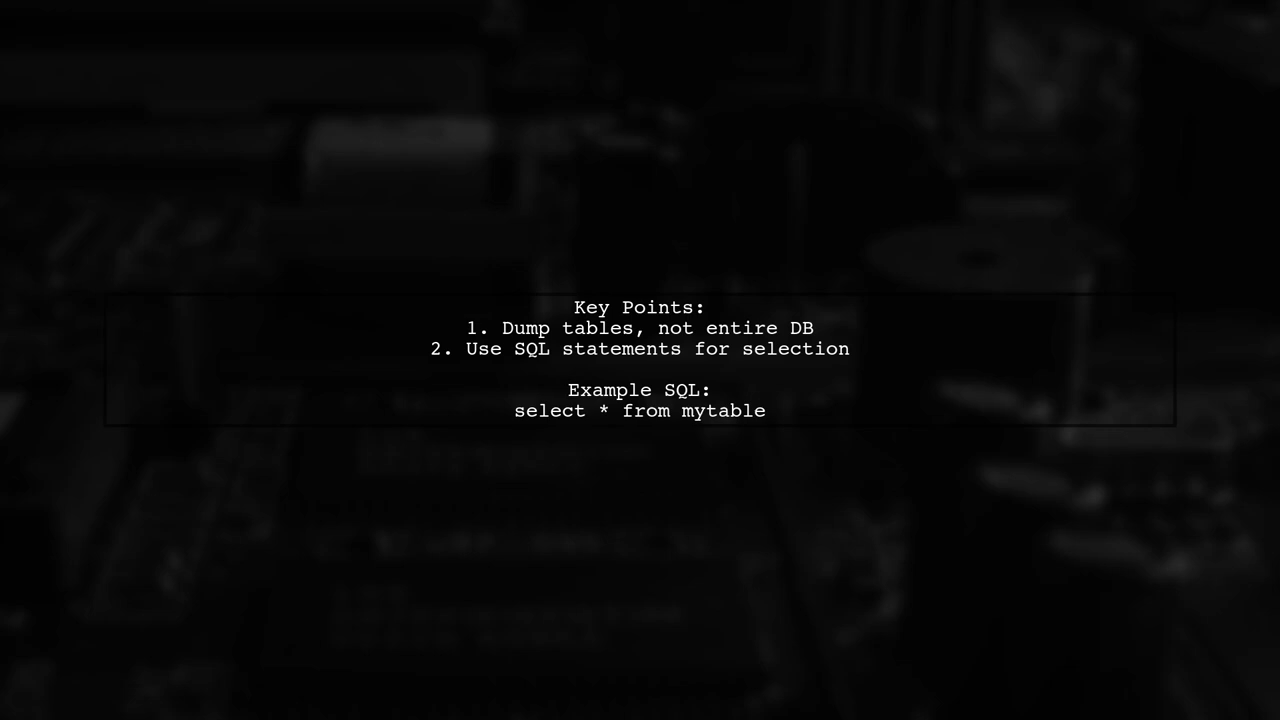 Key Points:
1. Dump tables, not entire DB
2. Use SQL statements for selection
Example SQL:
select * from mytable